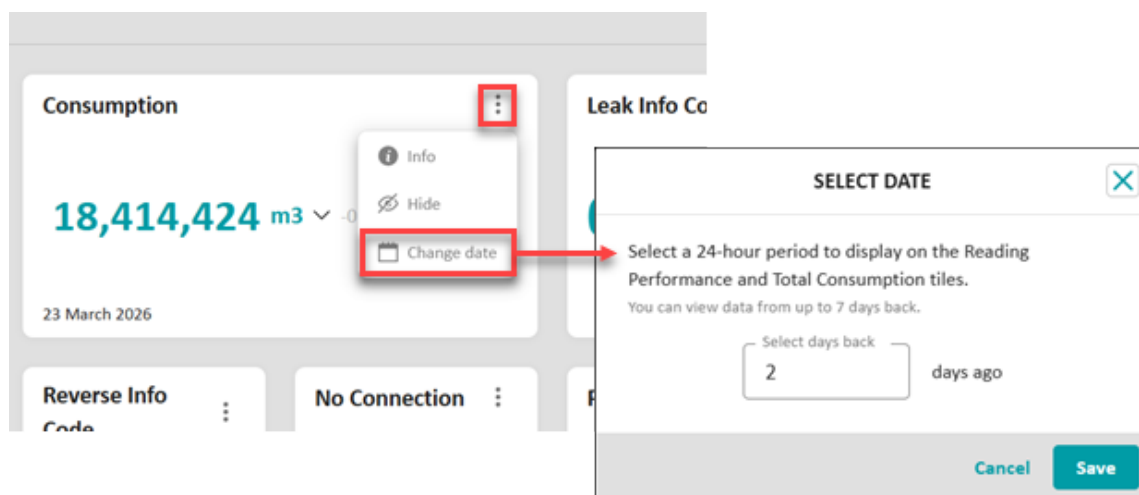 Consumption
Leak Info Co
Info
18,414,424 m3 -0
Hide
Change date
23 March 2026
Reverse Info
Code
No Connection
SELECT DATE
Select a 24-hour period to display on the Reading
Performance and Total Consumption tiles.
You can view data from up to 7 days back.
Select days back
2 days ago
Cancel Save